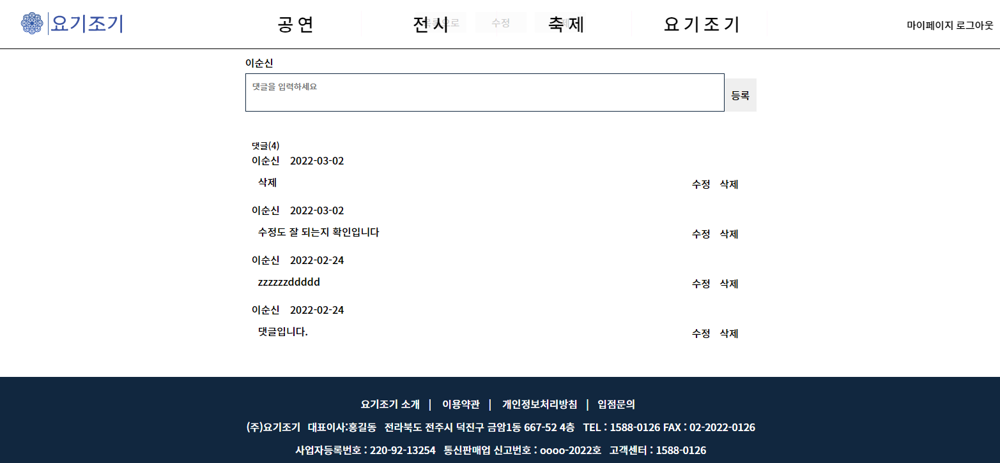 요기조기 공연 전시 축제 요기조기 마이페이지 로그아웃
수정
이순신
댓글을 입력하세요
등록
댓글(4)
이순신 2022-03-02
삭제
수정 삭제
이순신 2022-03-02
수정도 잘 되는지 확인입니다
수정 삭제
이순신 2022-02-24
zzzzzzddddd
수정 삭제
이순신 2022-02-24
댓글입니다.
수정 삭제
요기조기 소개 | 이용약관 | 개인정보처리방침 | 입점문의
(주)요기조기 대표이사:홍길동 전라북도 전주시 덕진구 금암1동 667-52 4층 TEL : 1588-0126 FAX : 02-2022-0126
사업자등록번호 : 220-92-13254 통신판매업 신고번호 : oooo-2022호 고객센터 : 1588-0126